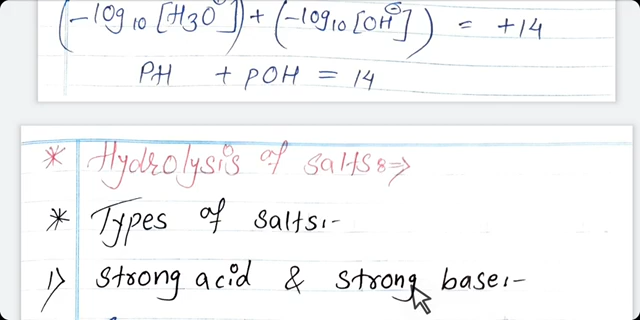 (-log10 [H3O⊕]) + (-log10 [OH⊖]) = +14
PH + POH = 14
* Hydrolysis of salts:⇒
* Types of salts:-
1) strong acid & strong base:-